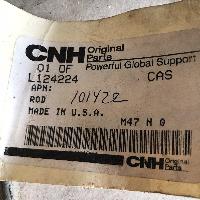 CNH Original Parts
Powerful Global Support
01 OF
L124224 CAS
APN:
ROD 101422
MADE IN U.S.A.
M47 N 0
CNH Original Parts